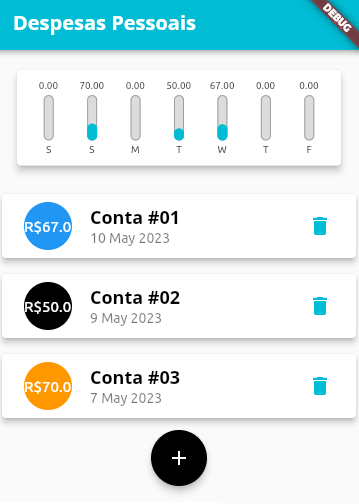 Despesas Pessoais
DEBUG
0.00 70.00 0.00 50.00 67.00 0.00 0.00
S S M T W T F
R$67.0 Conta #01
10 May 2023
R$50.0 Conta #02
9 May 2023
R$70.0 Conta #03
7 May 2023
+